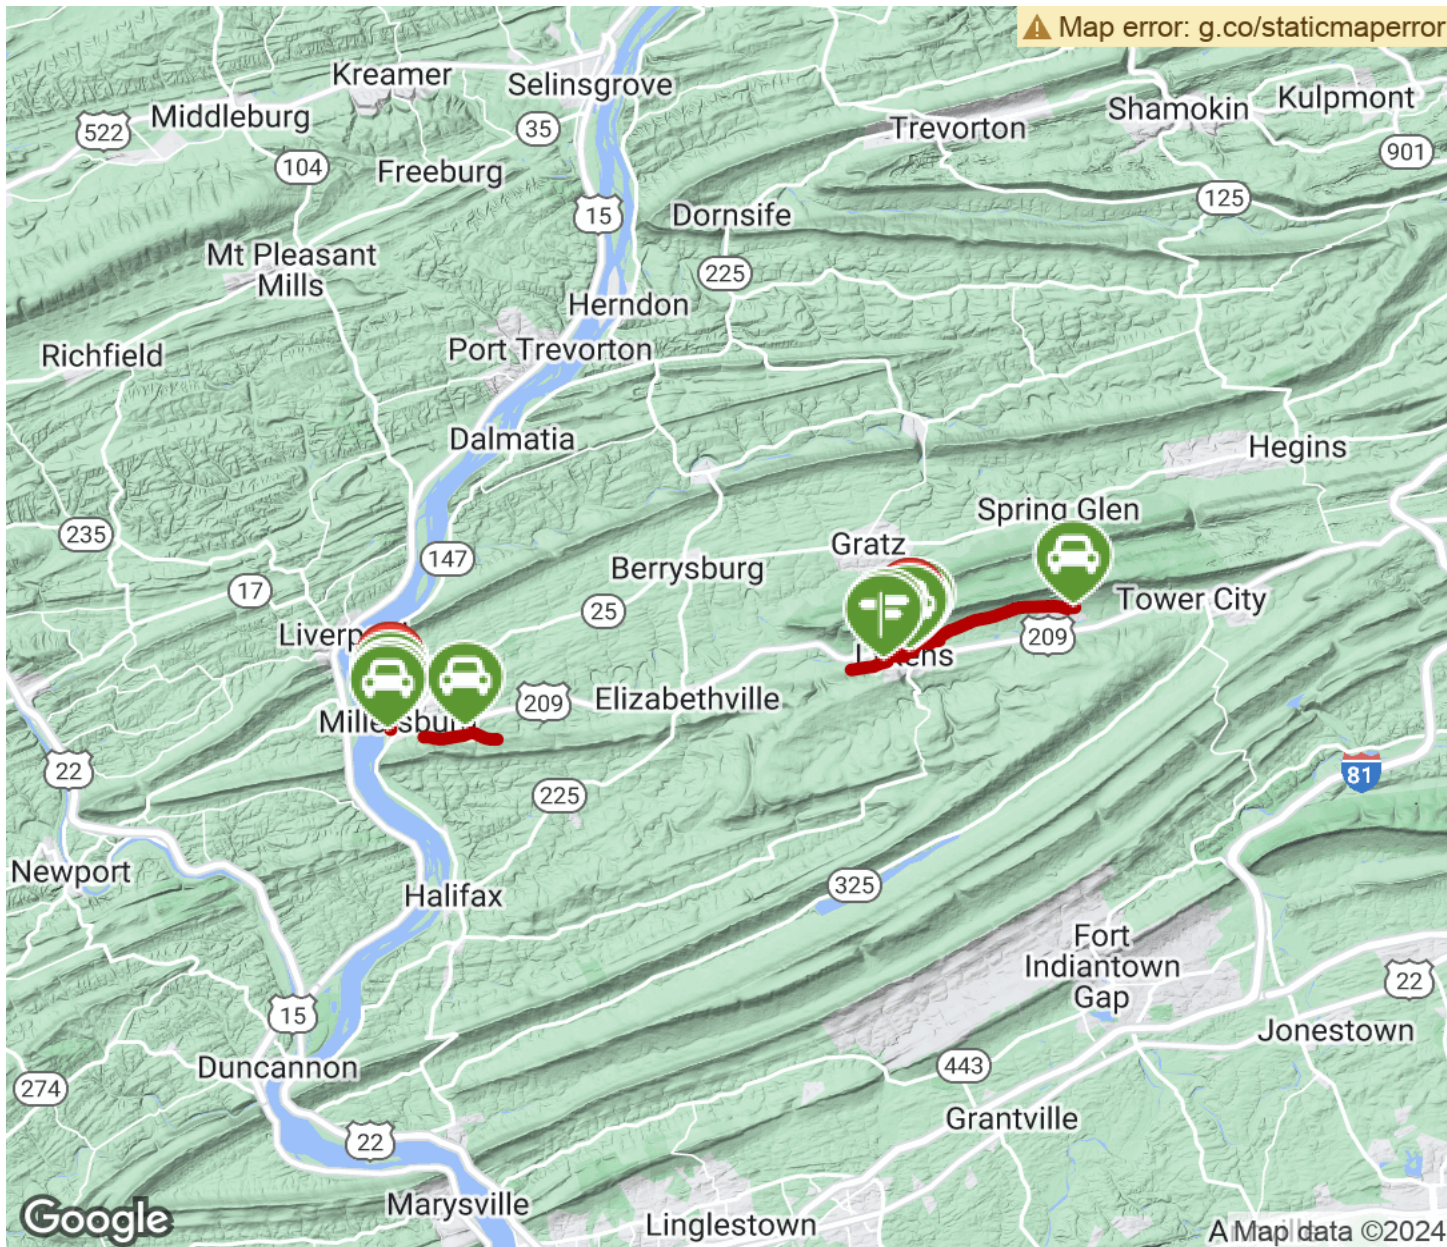 Map error: g.co/staticmaperror
Kreamer
Selinsgrove
Middleburg
522
35
Shamokin
Kulpmont
Trevorton
901
104
Freeburg
125
15
Dornsife
Mt Pleasant
Mills
225
Herndon
Richfield
Port Trevorton
Dalmatia
Hegins
Spring Glen
235
147
Gratz
Berrysburg
17
25
Tower City
209
Elizabethville
209
22
225
81
Newport
325
Halifax
Fort
Indiantown
Gap
22
15
Jonestown
Duncannon
274
443
Grantville
22
Marysville
Linglestown
Google
Map data ©2024